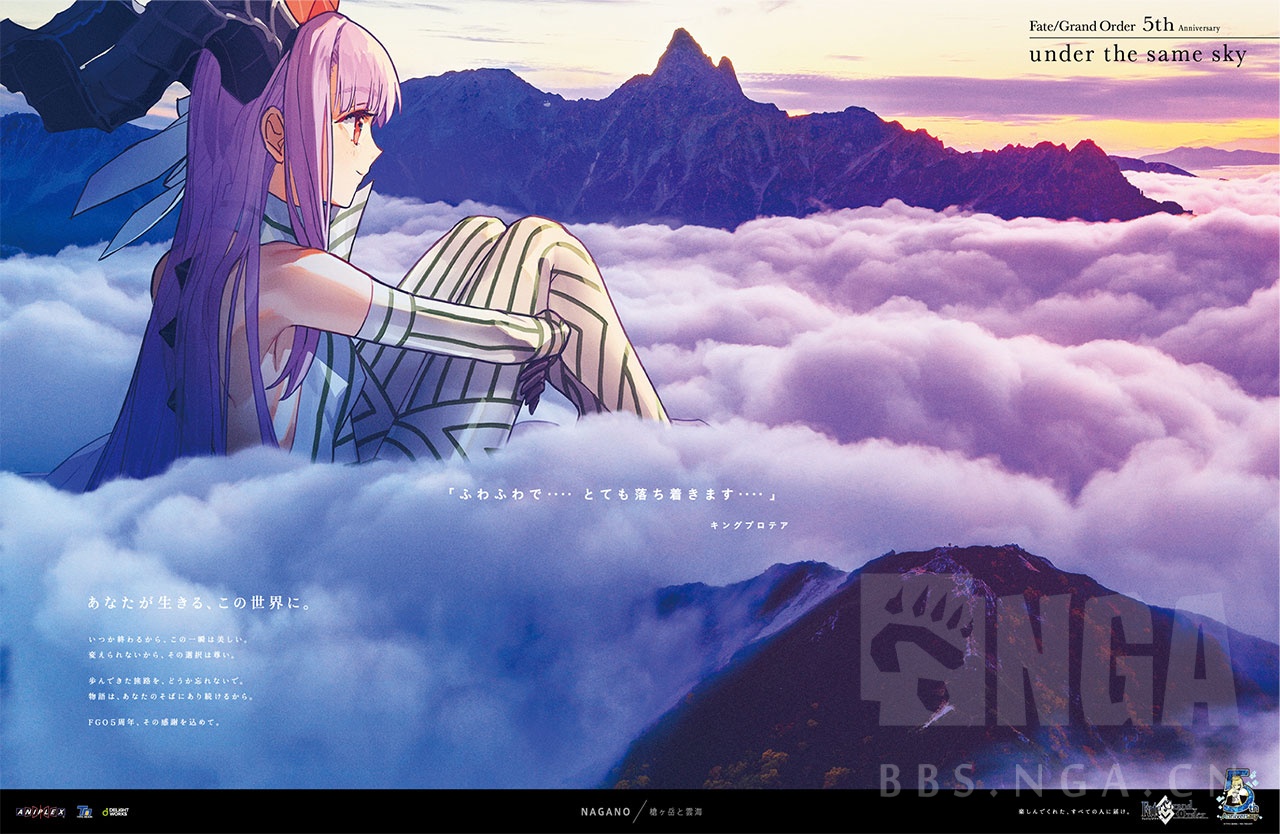 Fate/Grand Order 5th Anniversary
under the same sky
「ふわふわで‥‥ とても落ち着きます‥‥」
キングプロテア
あなたが生きる、この世界に。
いつか終わるから、この一瞬は美しい。
変えられないから、その選択は尊い。
歩んできた旅路を、どうか忘れないで。
物語は、あなたのそばにあり続けるから。
FGO5周年、その感謝を込めて。
NGA
BBS.NGA.CN
ANIPLEX
DELIGHT WORKS
NAGANO / 槍ヶ岳と雲海
楽しんでくれた、すべての人に届け。
Fate/Grand Order
5th Anniversary